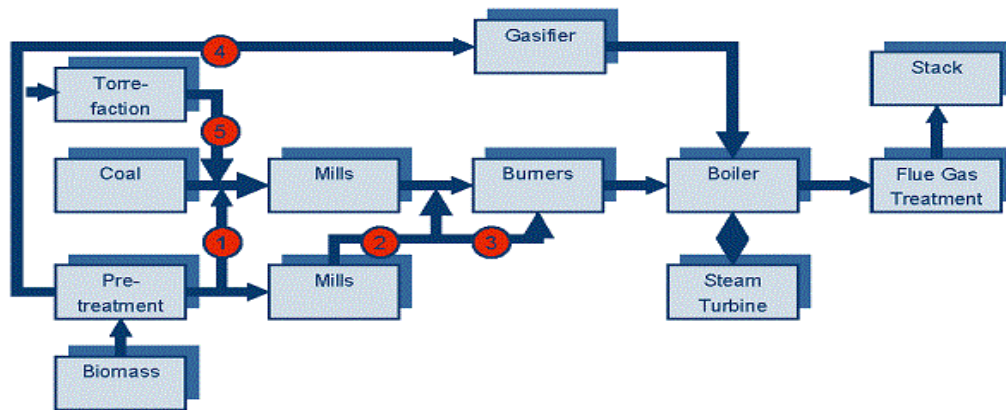 4
Gasifier
Torre-
faction
Stack
5
Coal
Mills
Burners
Boiler
Flue Gas
Treatment
1
2
3
Pre-
treatment
Mills
Steam
Turbine
Biomass